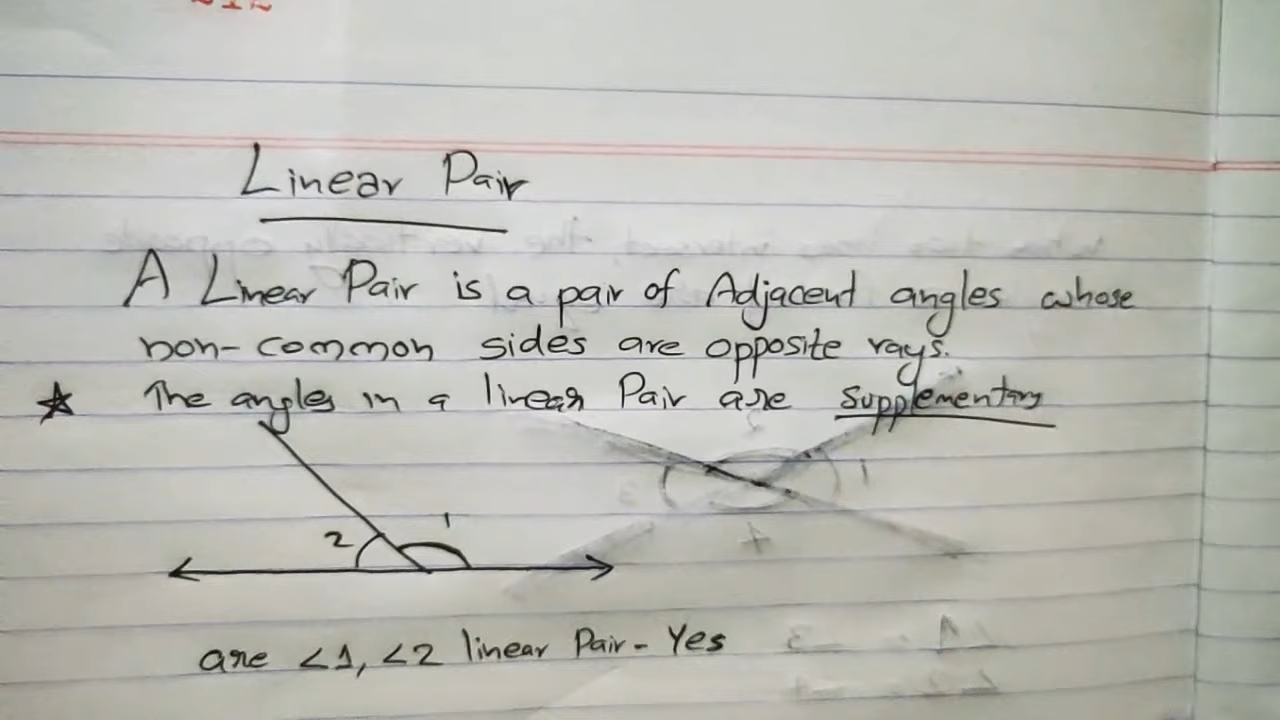 Linear Pair
A Linear Pair is a pair of Adjacent angles whose
non-common sides are opposite rays.
The angles in a linear Pair are supplementary
2 1
are ∠1, ∠2 linear Pair - Yes